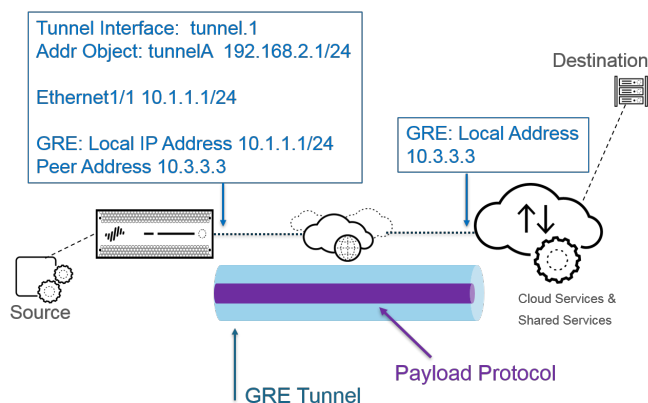 Tunnel Interface: tunnel.1
Addr Object: tunnelA 192.168.2.1/24
Ethernet1/1 10.1.1.1/24
GRE: Local IP Address 10.1.1.1/24
Peer Address 10.3.3.3
Destination
GRE: Local Address
10.3.3.3
Source
Cloud Services &
Shared Services
Payload Protocol
GRE Tunnel